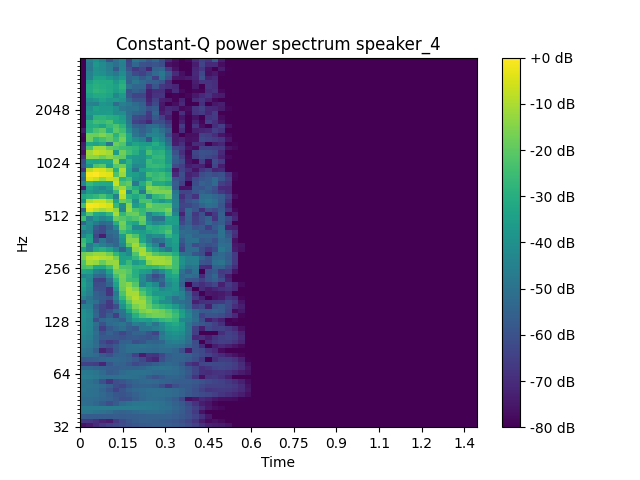 Constant-Q power spectrum speaker_4
Hz
2048
1024
512
256
128
64
32
0 0.15 0.3 0.45 0.6 0.75 0.9 1.1 1.2 1.4
Time
+0 dB
-10 dB
-20 dB
-30 dB
-40 dB
-50 dB
-60 dB
-70 dB
-80 dB